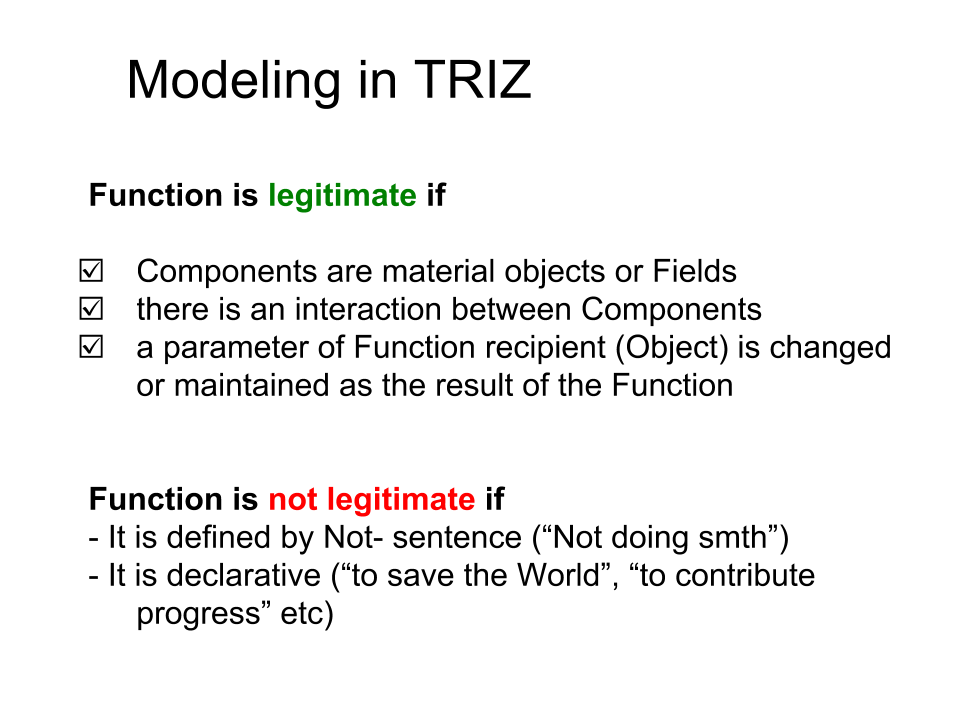 Modeling in TRIZ
Function is legitimate if
☑ Components are material objects or Fields
☑ there is an interaction between Components
☑ a parameter of Function recipient (Object) is changed
or maintained as the result of the Function
Function is not legitimate if
- It is defined by Not- sentence (“Not doing smth”)
- It is declarative (“to save the World”, “to contribute
progress” etc)